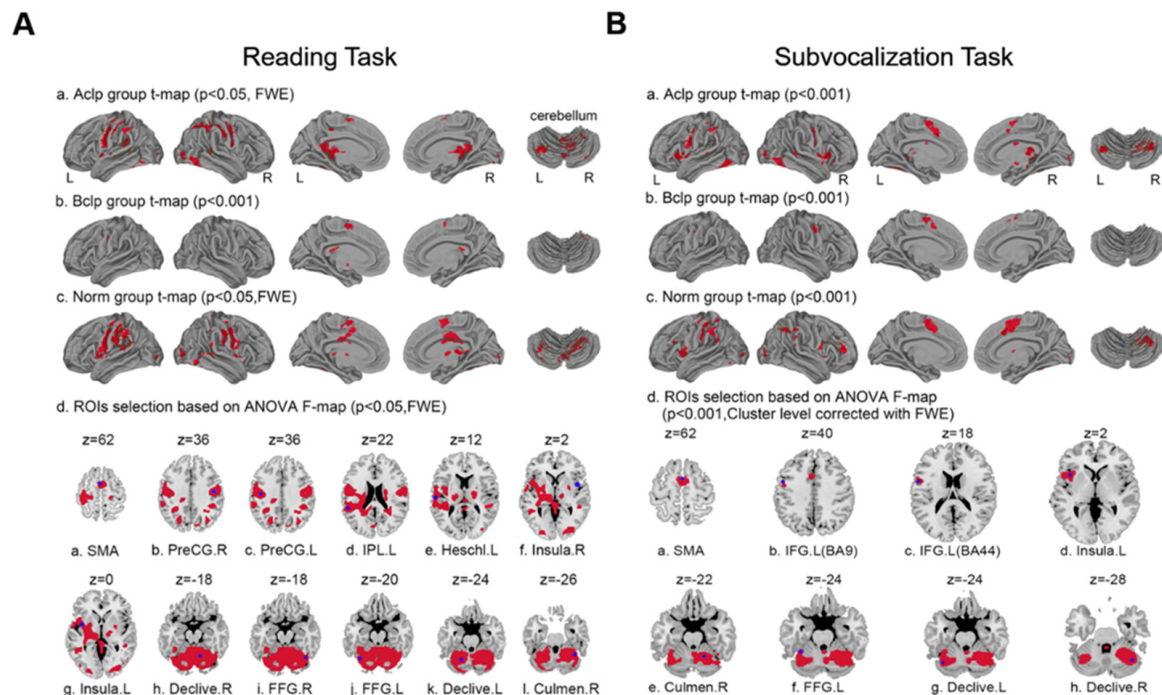 A
Reading Task
a. Aclp group t-map (p<0.05, FWE)
cerebellum
L R L R L R
b. Bclp group t-map (p<0.001)
c. Norm group t-map (p<0.05,FWE)
d. ROIs selection based on ANOVA F-map (p<0.05,FWE)
z=62 z=36 z=36 z=22 z=12 z=2
a. SMA b. PreCG.R c. PreCG.L d. IPL.L e. Heschl.L f. Insula.R
z=0 z=-18 z=-18 z=-20 z=-24 z=-26
g. Insula.L h. Declive.R i. FFG.R j. FFG.L k. Declive.L l. Culmen.R
B
Subvocalization Task
a. Aclp group t-map (p<0.001)
L R L R L R
b. Bclp group t-map (p<0.001)
c. Norm group t-map (p<0.001)
d. ROIs selection based on ANOVA F-map
(p<0.001,Cluster level corrected with FWE)
z=62 z=40 z=18 z=2
a. SMA b. IFG.L(BA9) c. IFG.L(BA44) d. Insula.L
z=-22 z=-24 z=-24 z=-28
e. Culmen.R f. FFG.L g. Declive.L h. Declive.R